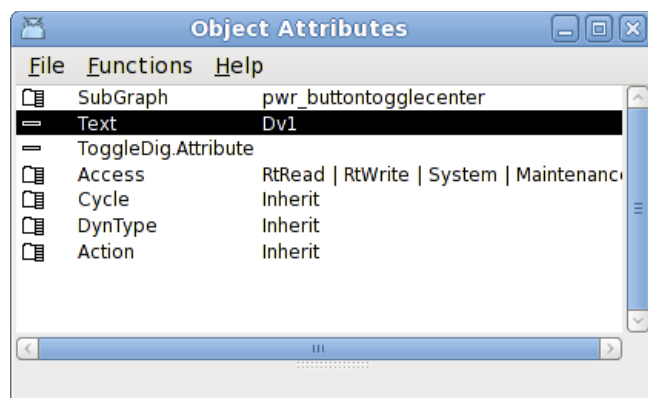 Object Attributes
File Functions Help
SubGraph pwr_buttontogglecenter
Text Dv1
ToggleDig.Attribute
Access RtRead | RtWrite | System | Maintenance
Cycle Inherit
DynType Inherit
Action Inherit